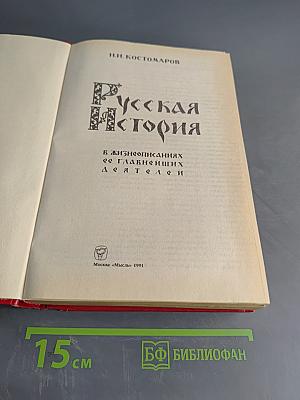 Н.И. КОСТОМАРОВ
РУССКАЯ
ИСТОРИЯ
В ЖИЗНЕОПИСАНИЯХ
ЕЕ ГЛАВНЕЙШИХ
ДЕЯТЕЛЕЙ
Москва «Мысль» 1991
15 см
БФ БИБЛИОФАН